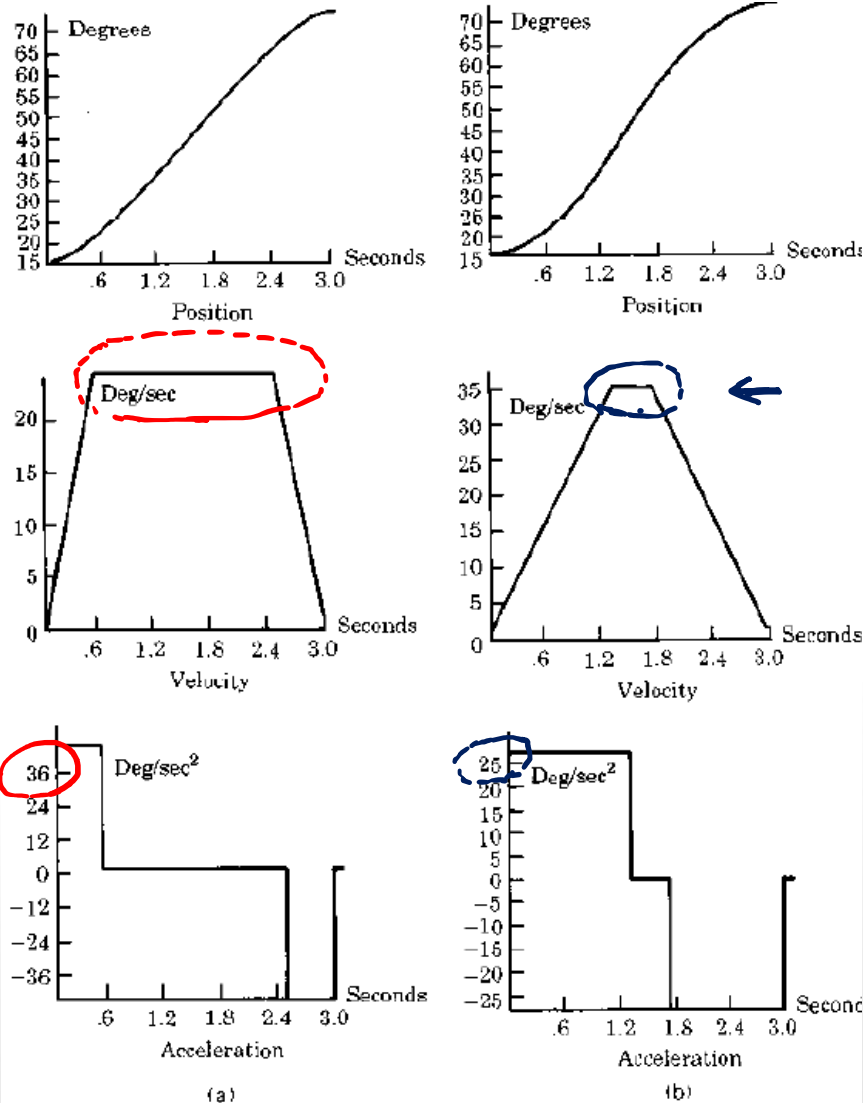 Degrees
70
65
60
55
50
45
40
35
30
25
20
15
.6 1.2 1.8 2.4 3.0
Seconds
Position
Degrees
70
65
60
55
50
45
40
35
30
25
20
15
.6 1.2 1.8 2.4 3.0
Seconds
Position
Deg/sec
20
15
10
5
0
.6 1.2 1.8 2.4 3.0
Seconds
Velocity
Deg/sec
35
30
25
20
15
10
5
0
.6 1.2 1.8 2.4 3.0
Seconds
Velocity
Deg/sec²
36
24
12
0
−12
−24
−36
.6 1.2 1.8 2.4 3.0
Seconds
Acceleration
(a)
Deg/sec²
25
20
15
10
5
0
−5
−10
−15
−20
−25
.6 1.2 1.8 2.4 3.0
Second
Acceleration
(b)